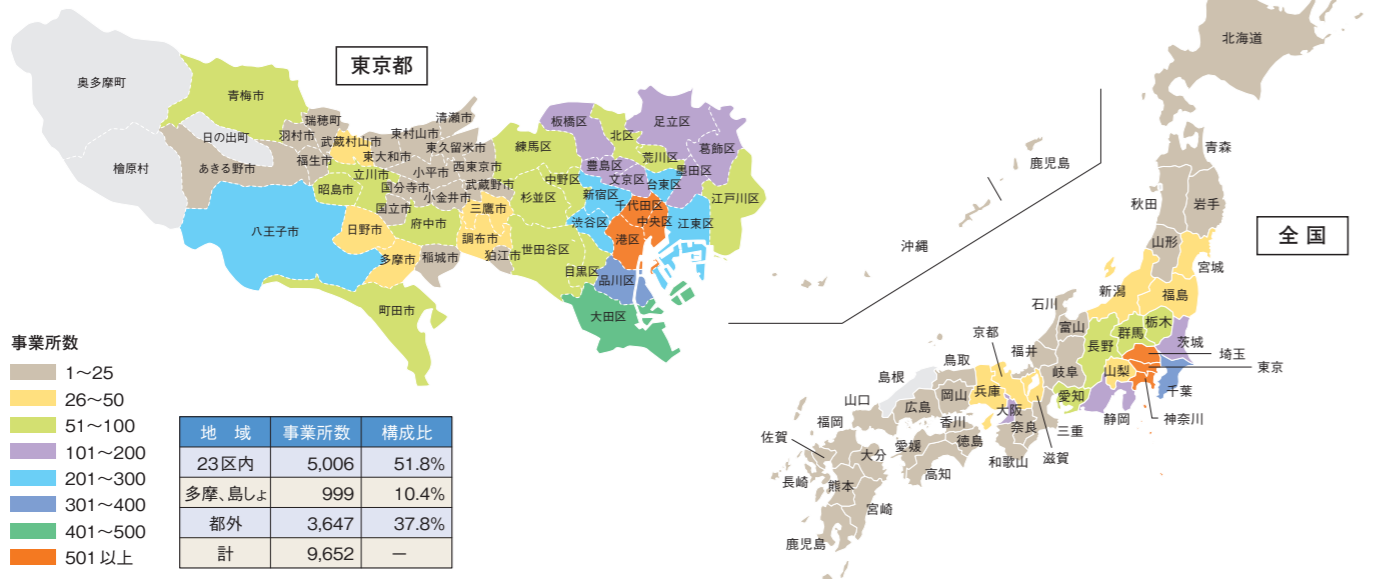 東京都
奥多摩町
青梅市
日の出町
檜原村
あきる野市
瑞穂町
羽村市
武蔵村山市
福生市
清瀬市
東村山市
東久留米市
東大和市
立川市
小平市
西東京市
昭島市
国分寺市
武蔵野市
小金井市
国立市
三鷹市
八王子市
日野市
府中市
調布市
多摩市
稲城市
狛江市
町田市
練馬区
板橋区
北区
足立区
荒川区
葛飾区
豊島区
文京区
墨田区
中野区
台東区
新宿区
杉並区
千代田区
江戸川区
渋谷区
中央区
江東区
港区
世田谷区
目黒区
品川区
大田区
全国
北海道
青森
秋田
岩手
山形
宮城
新潟
福島
石川
富山
群馬
栃木
茨城
長野
埼玉
東京
千葉
神奈川
山梨
静岡
愛知
岐阜
福井
京都
滋賀
三重
鳥取
島根
兵庫
大阪
奈良
和歌山
岡山
広島
山口
香川
徳島
愛媛
高知
福岡
佐賀
大分
長崎
熊本
宮崎
鹿児島
鹿児島
沖縄
事業所数
1～25
26～50
51～100
101～200
201～300
301～400
401～500
501以上
地 域 事業所数 構成比
23区内 5,006 51.8%
多摩、島しょ 999 10.4%
都外 3,647 37.8%
計 9,652 ―